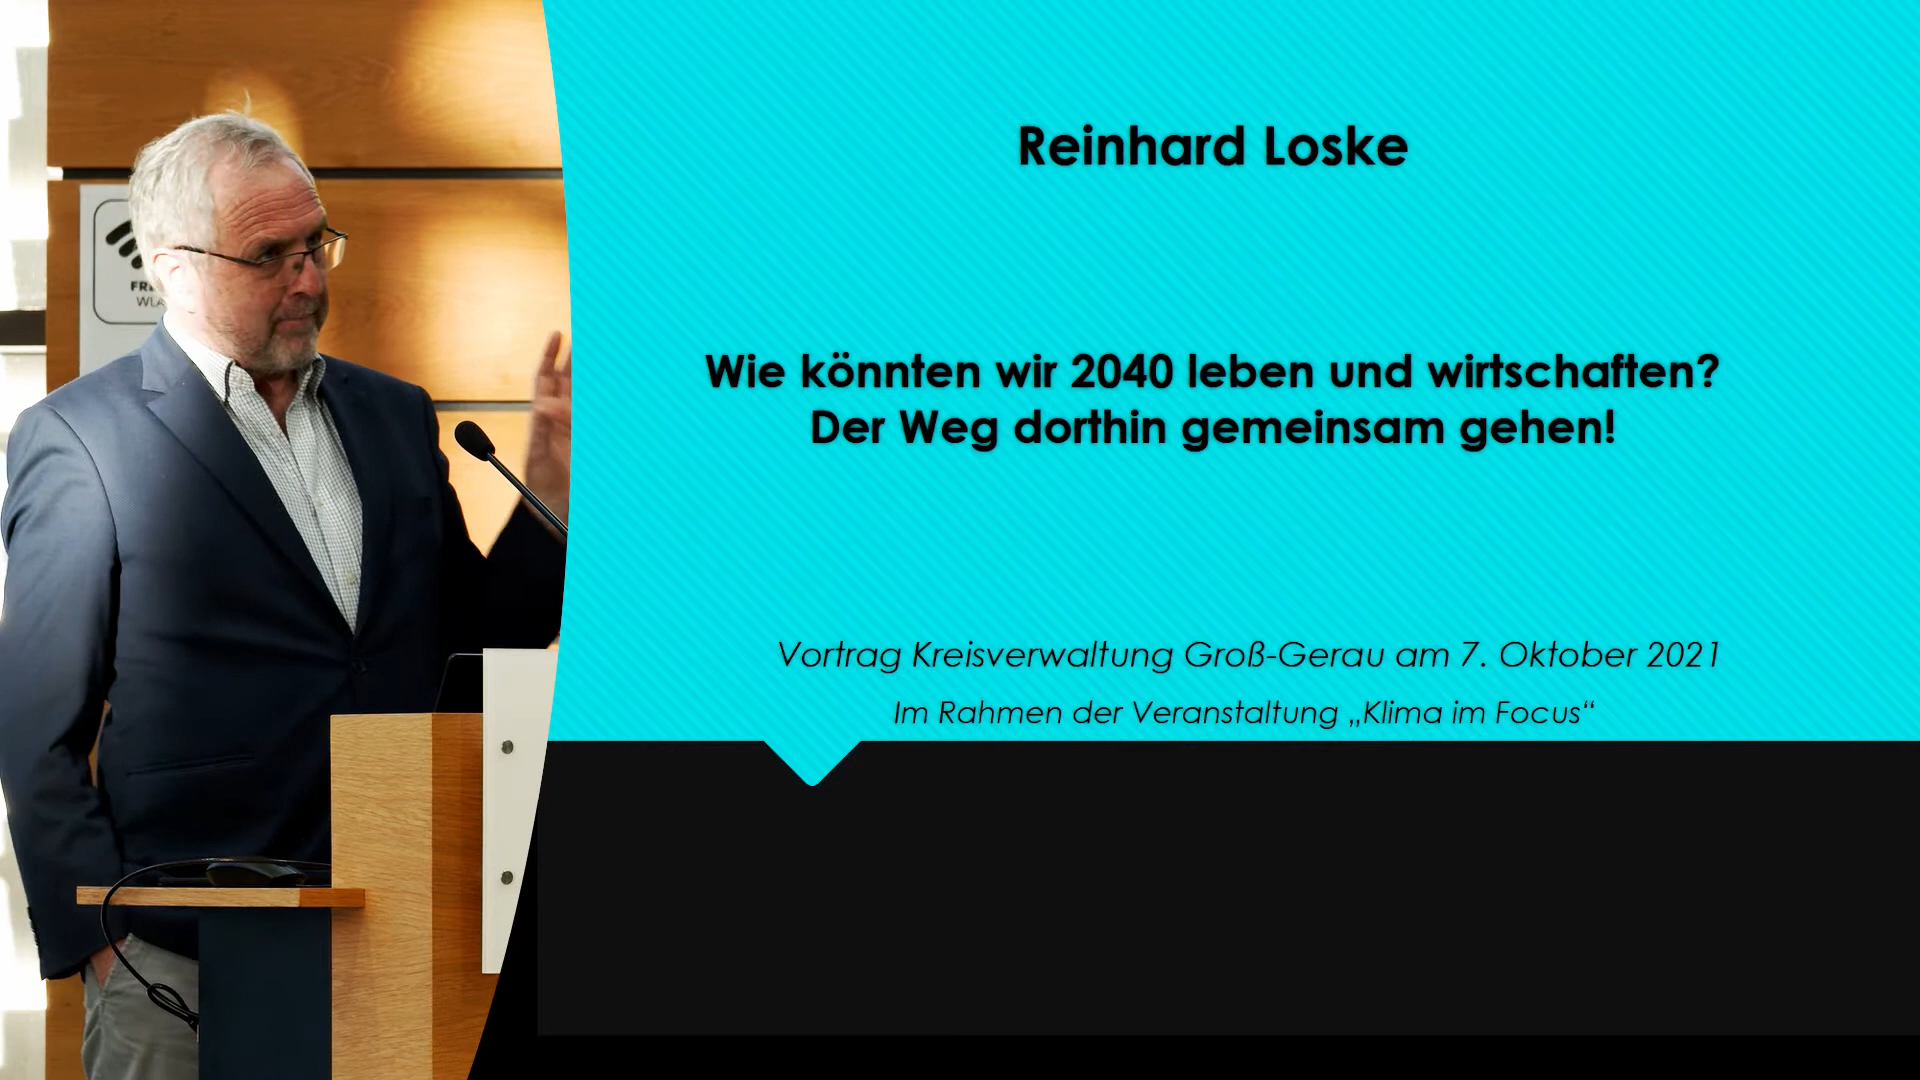 Reinhard Loske
Wie könnten wir 2040 leben und wirtschaften?
Der Weg dorthin gemeinsam gehen!
Vortrag Kreisverwaltung Groß-Gerau am 7. Oktober 2021
Im Rahmen der Veranstaltung „Klima im Focus“